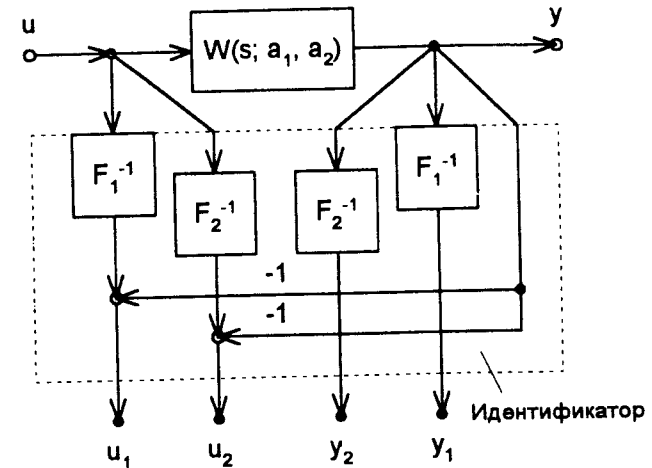 u
y
W(s; a₁, a₂)
F₁⁻¹
F₂⁻¹
F₂⁻¹
F₁⁻¹
-1
-1
Идентификатор
u₁
u₂
y₂
y₁